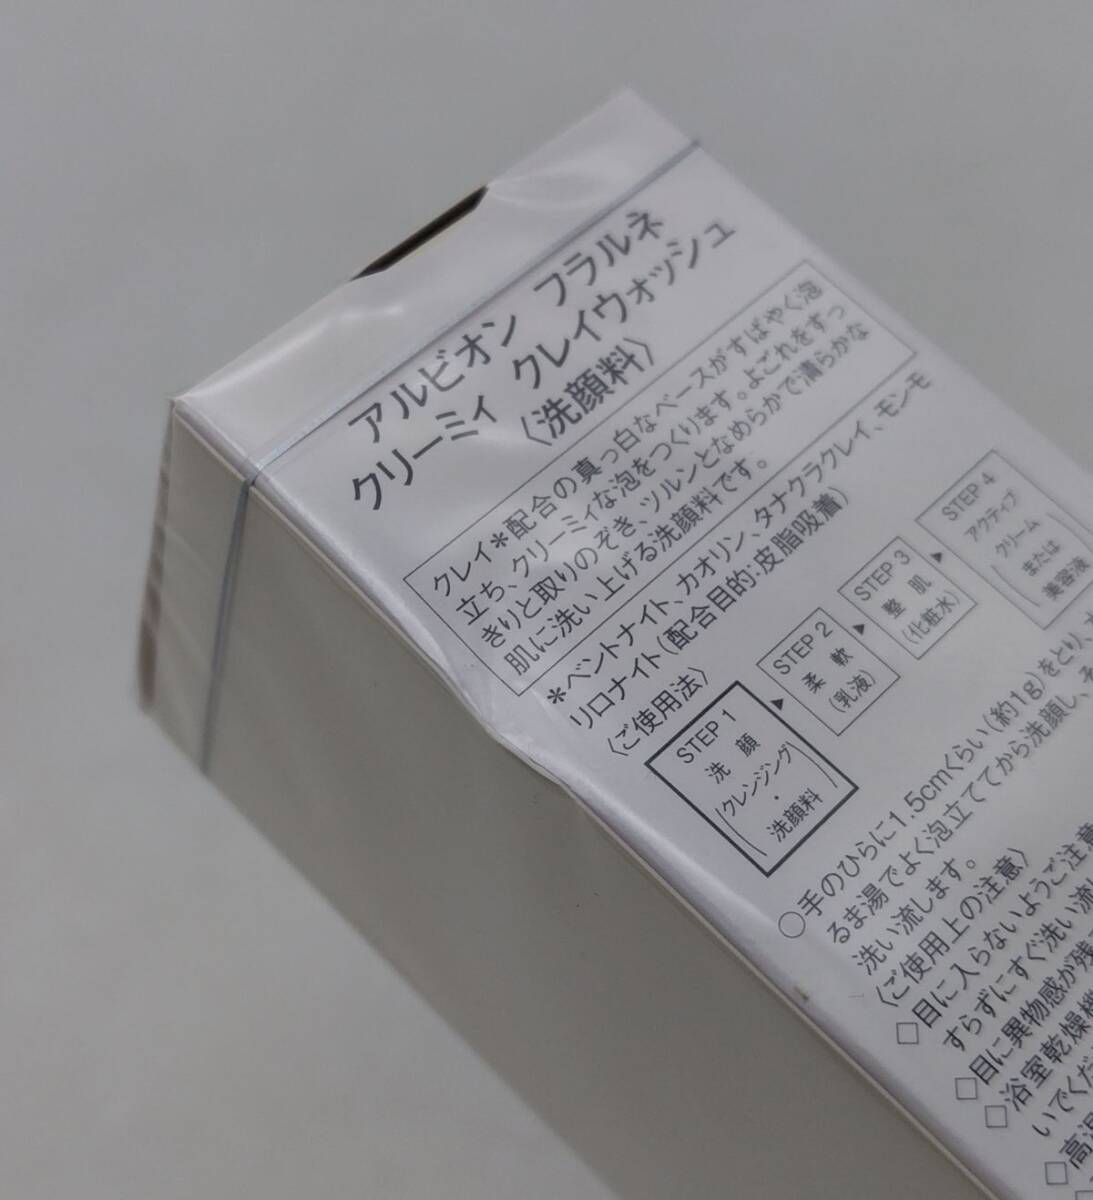 アルビオン フラルネ
クリーミィ クレイウォッシュ
〈洗顔料〉
クレイ＊配合の真っ白なベースがすばやく泡
立ち、クリーミィな泡をつくります。よごれをすっ
きりと取りのぞき、ツルンとなめらかで清らかな
肌に洗い上げる洗顔料です。
＊ベントナイト、カオリン、タナクラクレイ、モンモ
リロナイト（配合目的：皮脂吸着）
〈ご使用法〉
STEP 1
洗 顔
（クレンジング・洗顔料）
STEP 2
柔 軟
（乳液）
STEP 3
整 肌
（化粧水）
STEP 4
アクティブ
クリーム
または
美容液
○手のひらに1.5cmくらい（約1g）をとり、
るま湯でよく泡立ててから洗顔し、そ
洗い流します。
〈ご使用上の注意〉
□目に入らないようご注意
すらずにすぐ洗い流
□目に異物感が残
□浴室乾燥機
いでくだ
□高温